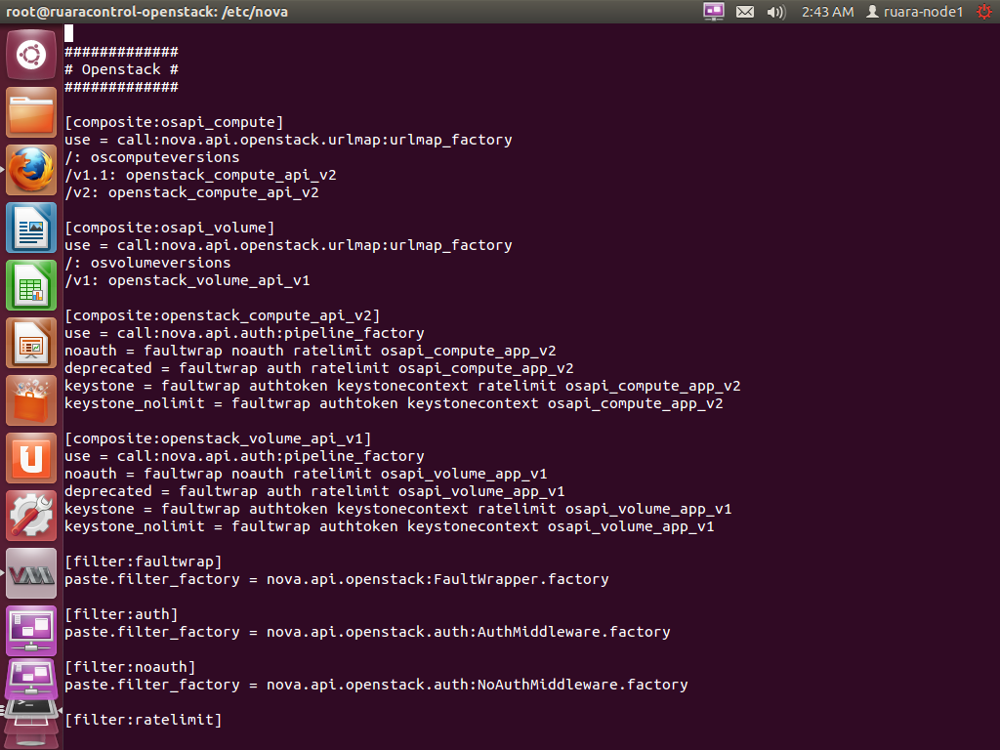 root@ruaracontrol-openstack: /etc/nova
2:43 AM
ruara-node1
#############
# Openstack #
#############
[composite:osapi_compute]
use = call:nova.api.openstack.urlmap:urlmap_factory
/: oscomputeversions
/v1.1: openstack_compute_api_v2
/v2: openstack_compute_api_v2
[composite:osapi_volume]
use = call:nova.api.openstack.urlmap:urlmap_factory
/: osvolumeversions
/v1: openstack_volume_api_v1
[composite:openstack_compute_api_v2]
use = call:nova.api.auth:pipeline_factory
noauth = faultwrap noauth ratelimit osapi_compute_app_v2
deprecated = faultwrap auth ratelimit osapi_compute_app_v2
keystone = faultwrap authtoken keystonecontext ratelimit osapi_compute_app_v2
keystone_nolimit = faultwrap authtoken keystonecontext osapi_compute_app_v2
[composite:openstack_volume_api_v1]
use = call:nova.api.auth:pipeline_factory
noauth = faultwrap noauth ratelimit osapi_volume_app_v1
deprecated = faultwrap auth ratelimit osapi_volume_app_v1
keystone = faultwrap authtoken keystonecontext ratelimit osapi_volume_app_v1
keystone_nolimit = faultwrap authtoken keystonecontext osapi_volume_app_v1
[filter:faultwrap]
paste.filter_factory = nova.api.openstack:FaultWrapper.factory
[filter:auth]
paste.filter_factory = nova.api.openstack.auth:AuthMiddleware.factory
[filter:noauth]
paste.filter_factory = nova.api.openstack.auth:NoAuthMiddleware.factory
[filter:ratelimit]